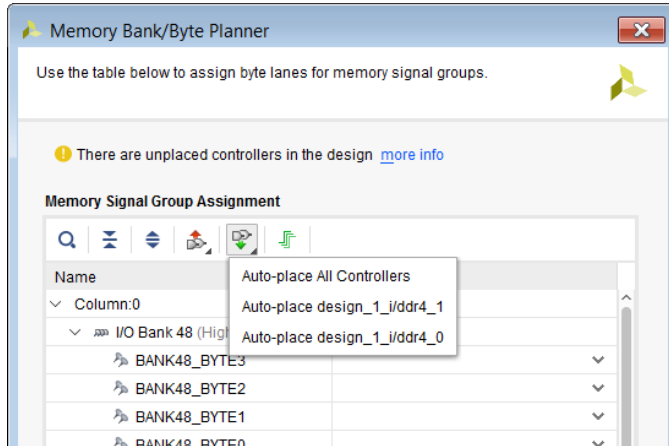 Memory Bank/Byte Planner
Use the table below to assign byte lanes for memory signal groups.
There are unplaced controllers in the design more info
Memory Signal Group Assignment
Auto-place All Controllers
Name
Auto-place design_1_i/ddr4_1
Column:0
Auto-place design_1_i/ddr4_0
I/O Bank 48
BANK48_BYTE3
BANK48_BYTE2
BANK48_BYTE1
BANK48_BYTE0